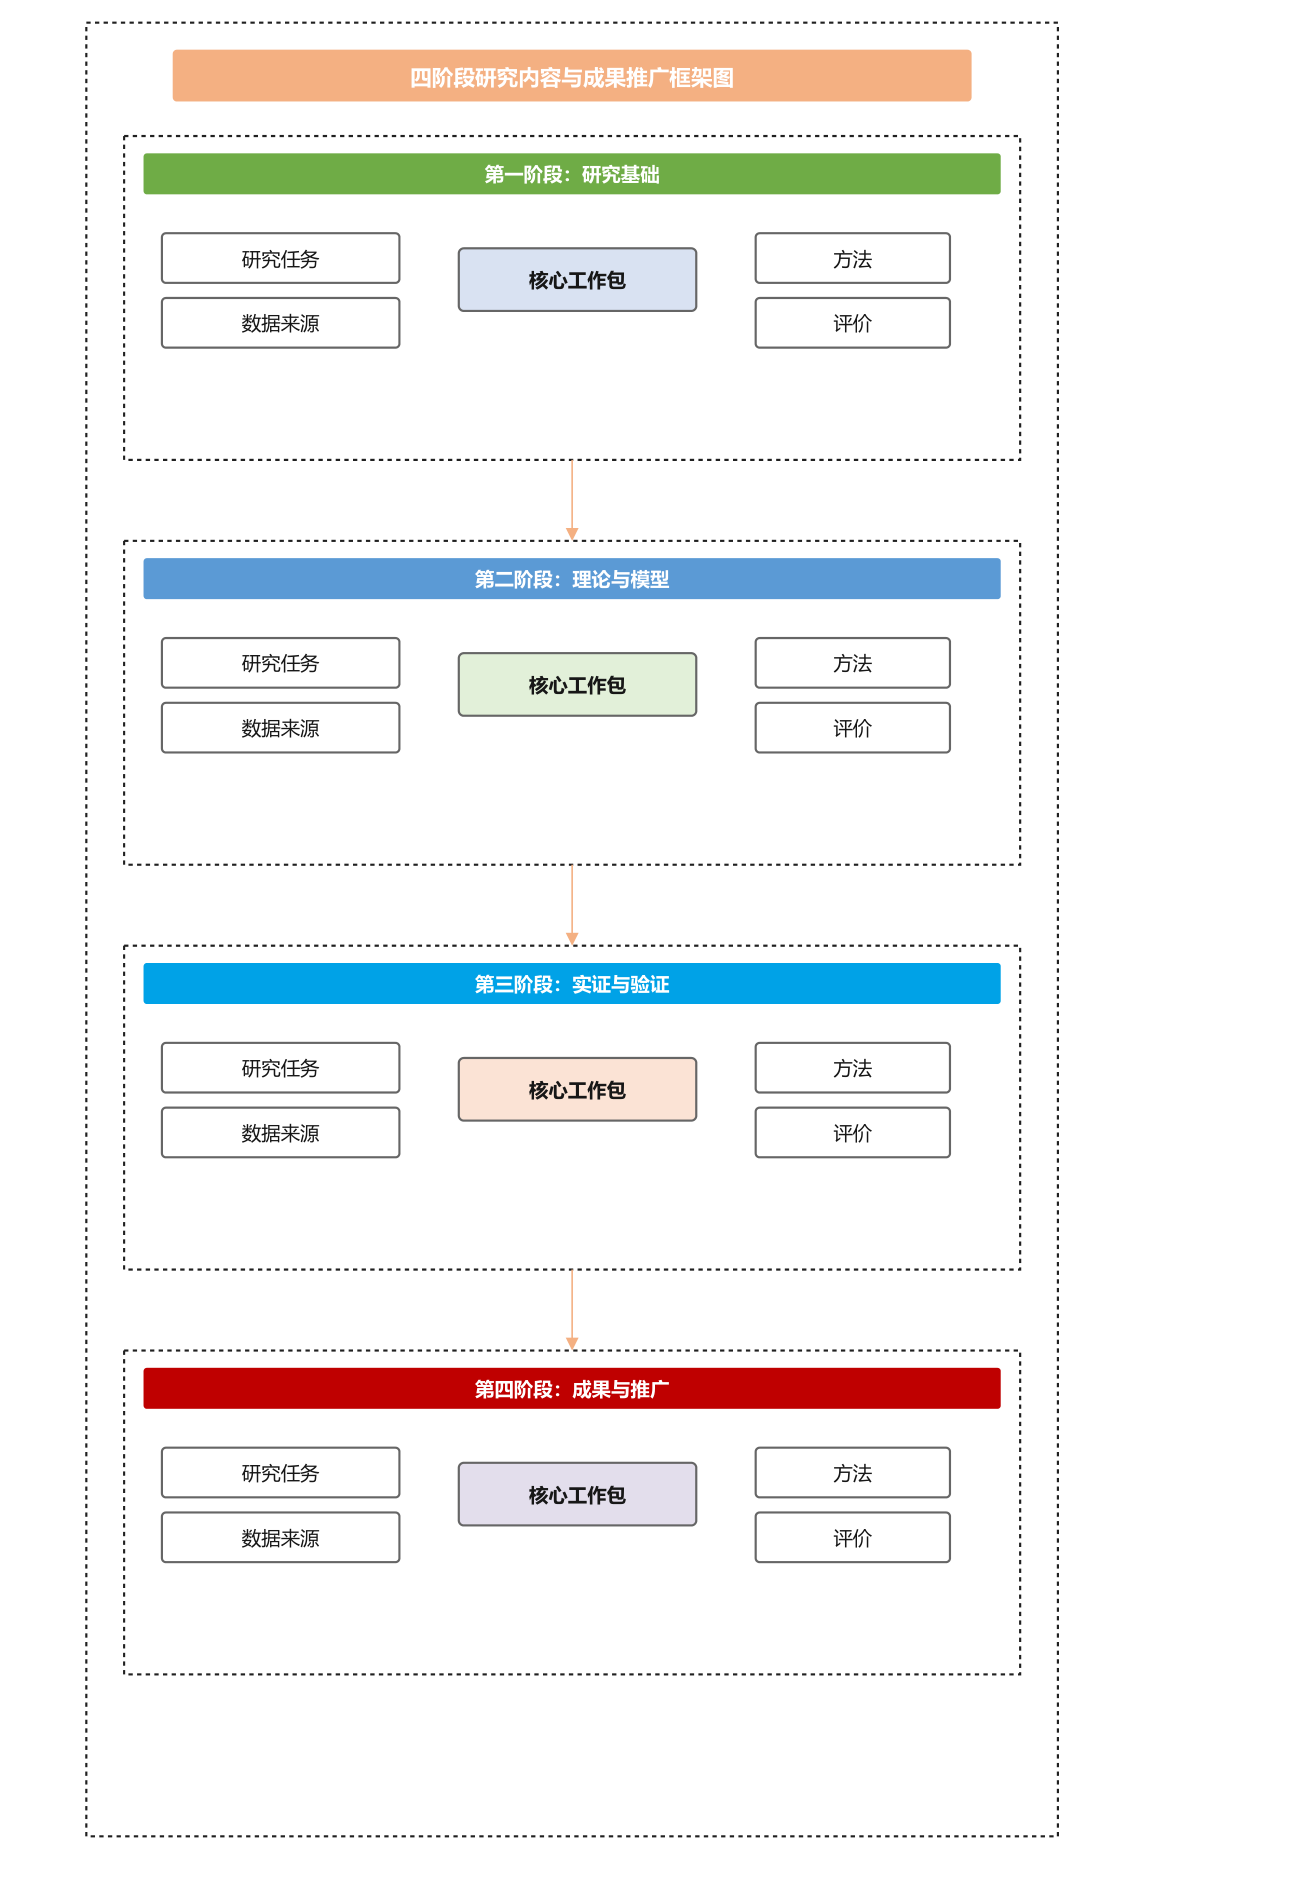 四阶段研究内容与成果推广框架图
第一阶段：研究基础
研究任务
核心工作包
方法
数据来源
评价
第二阶段：理论与模型
研究任务
核心工作包
方法
数据来源
评价
第三阶段：实证与验证
研究任务
核心工作包
方法
数据来源
评价
第四阶段：成果与推广
研究任务
核心工作包
方法
数据来源
评价